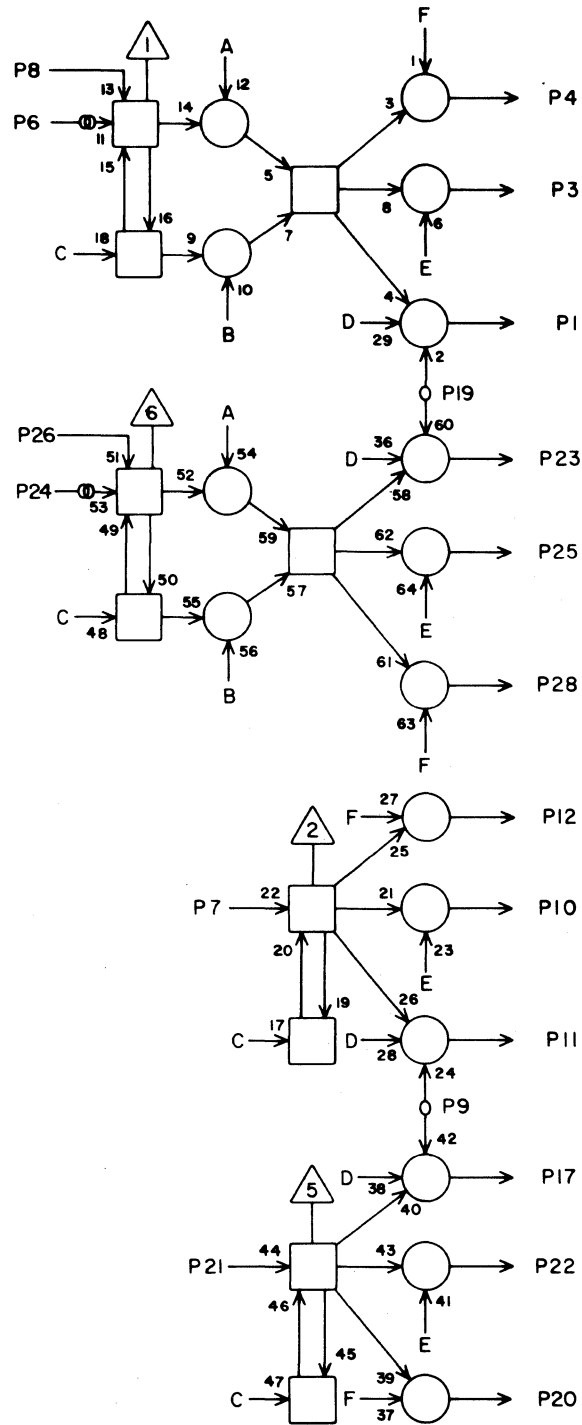 F
1
A
1
P8
13
12
P4
3
P6
11
14
15
5
P3
8
6
16
7
C
18
9
10
E
B
4
D
29
P1
2
P19
6
A
60
P26
51
54
D
36
P23
58
P24
53
52
49
59
62
P25
64
50
57
C
48
55
56
E
B
61
P28
63
F
F
27
P12
2
25
P7
22
21
P10
20
23
E
19
26
C
17
D
28
P11
24
P9
42
5
D
38
P17
40
P21
44
43
P22
46
41
E
45
39
C
47
F
37
P20